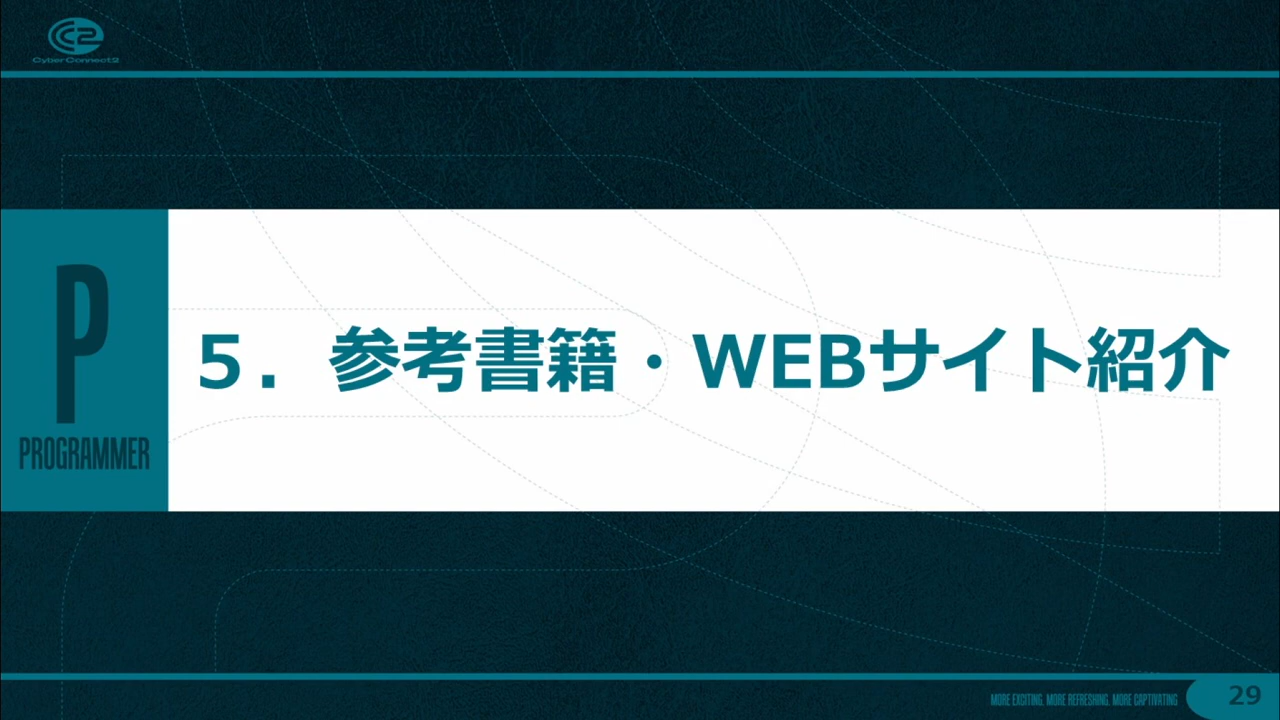 CyberConnect2
P
PROGRAMMER
5．参考書籍・WEBサイト紹介
MORE EXCITING. MORE REFRESHING. MORE CAPTIVATING
29